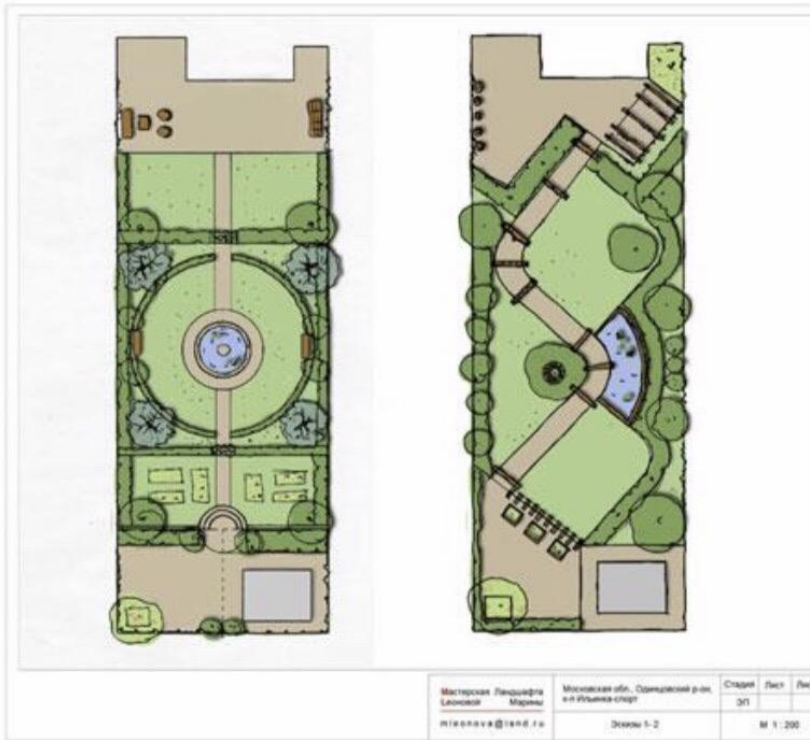 Мастерская Ландшафта
Леоновой Марины
mleonova@land.ru
Московская обл., Одинцовский р-он,
к-п Ильинка-спорт
Эскизы 1-2
Стадия Лист
ЭП
М 1:200